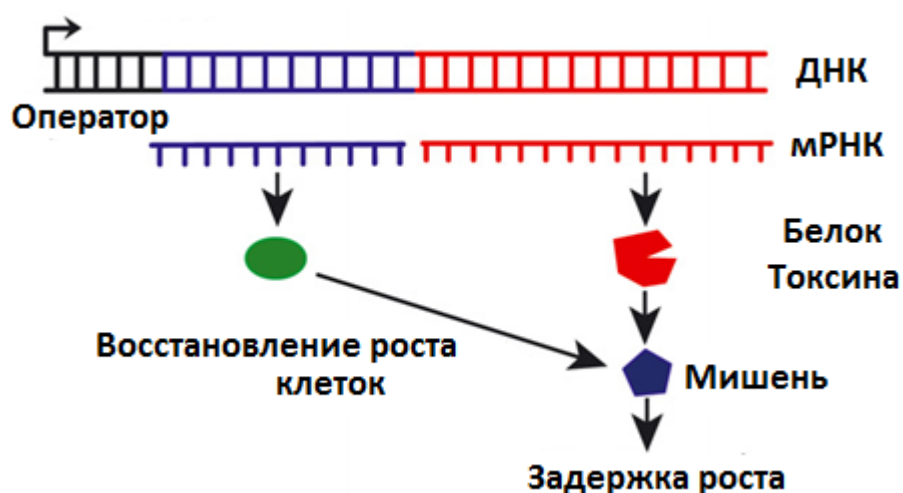 ДНК
Оператор
мРНК
Белок
Токсина
Восстановление роста
клеток
Мишень
Задержка роста